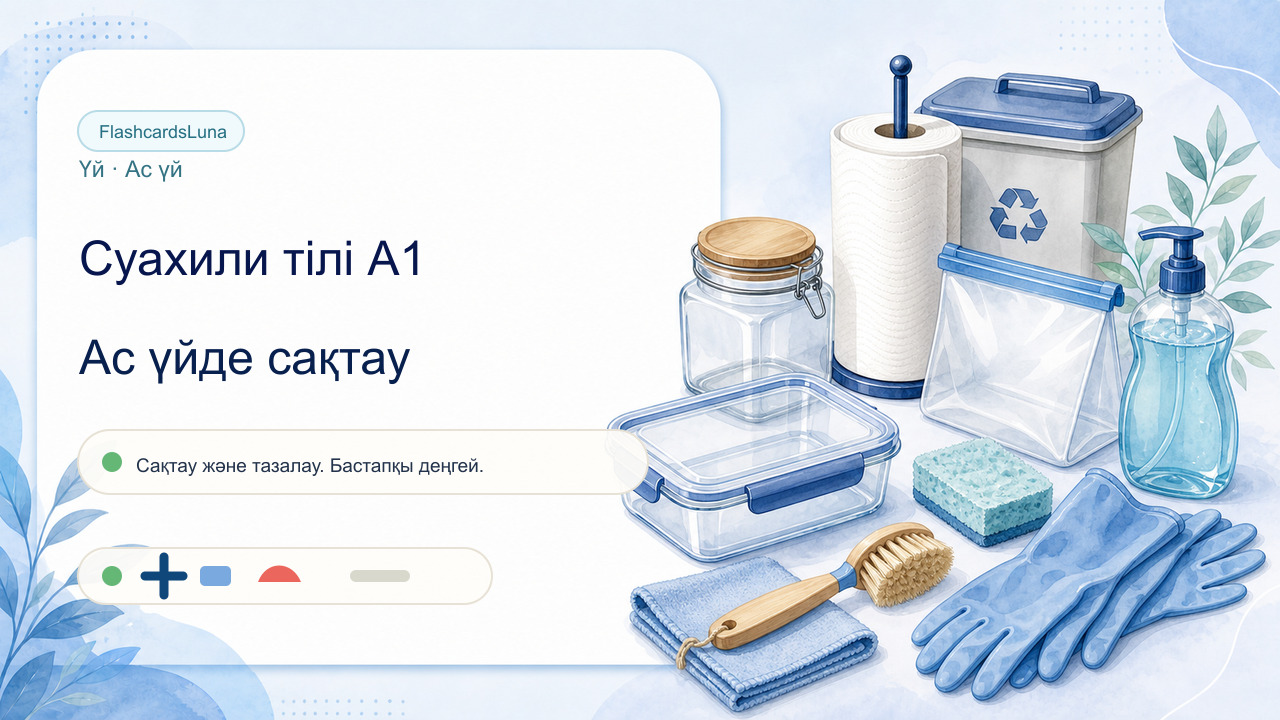 FlashcardsLuna
Үй · Ас үй
Суахили тілі A1
Ас үйде сақтау
Сақтау және тазалау. Бастапқы деңгей.